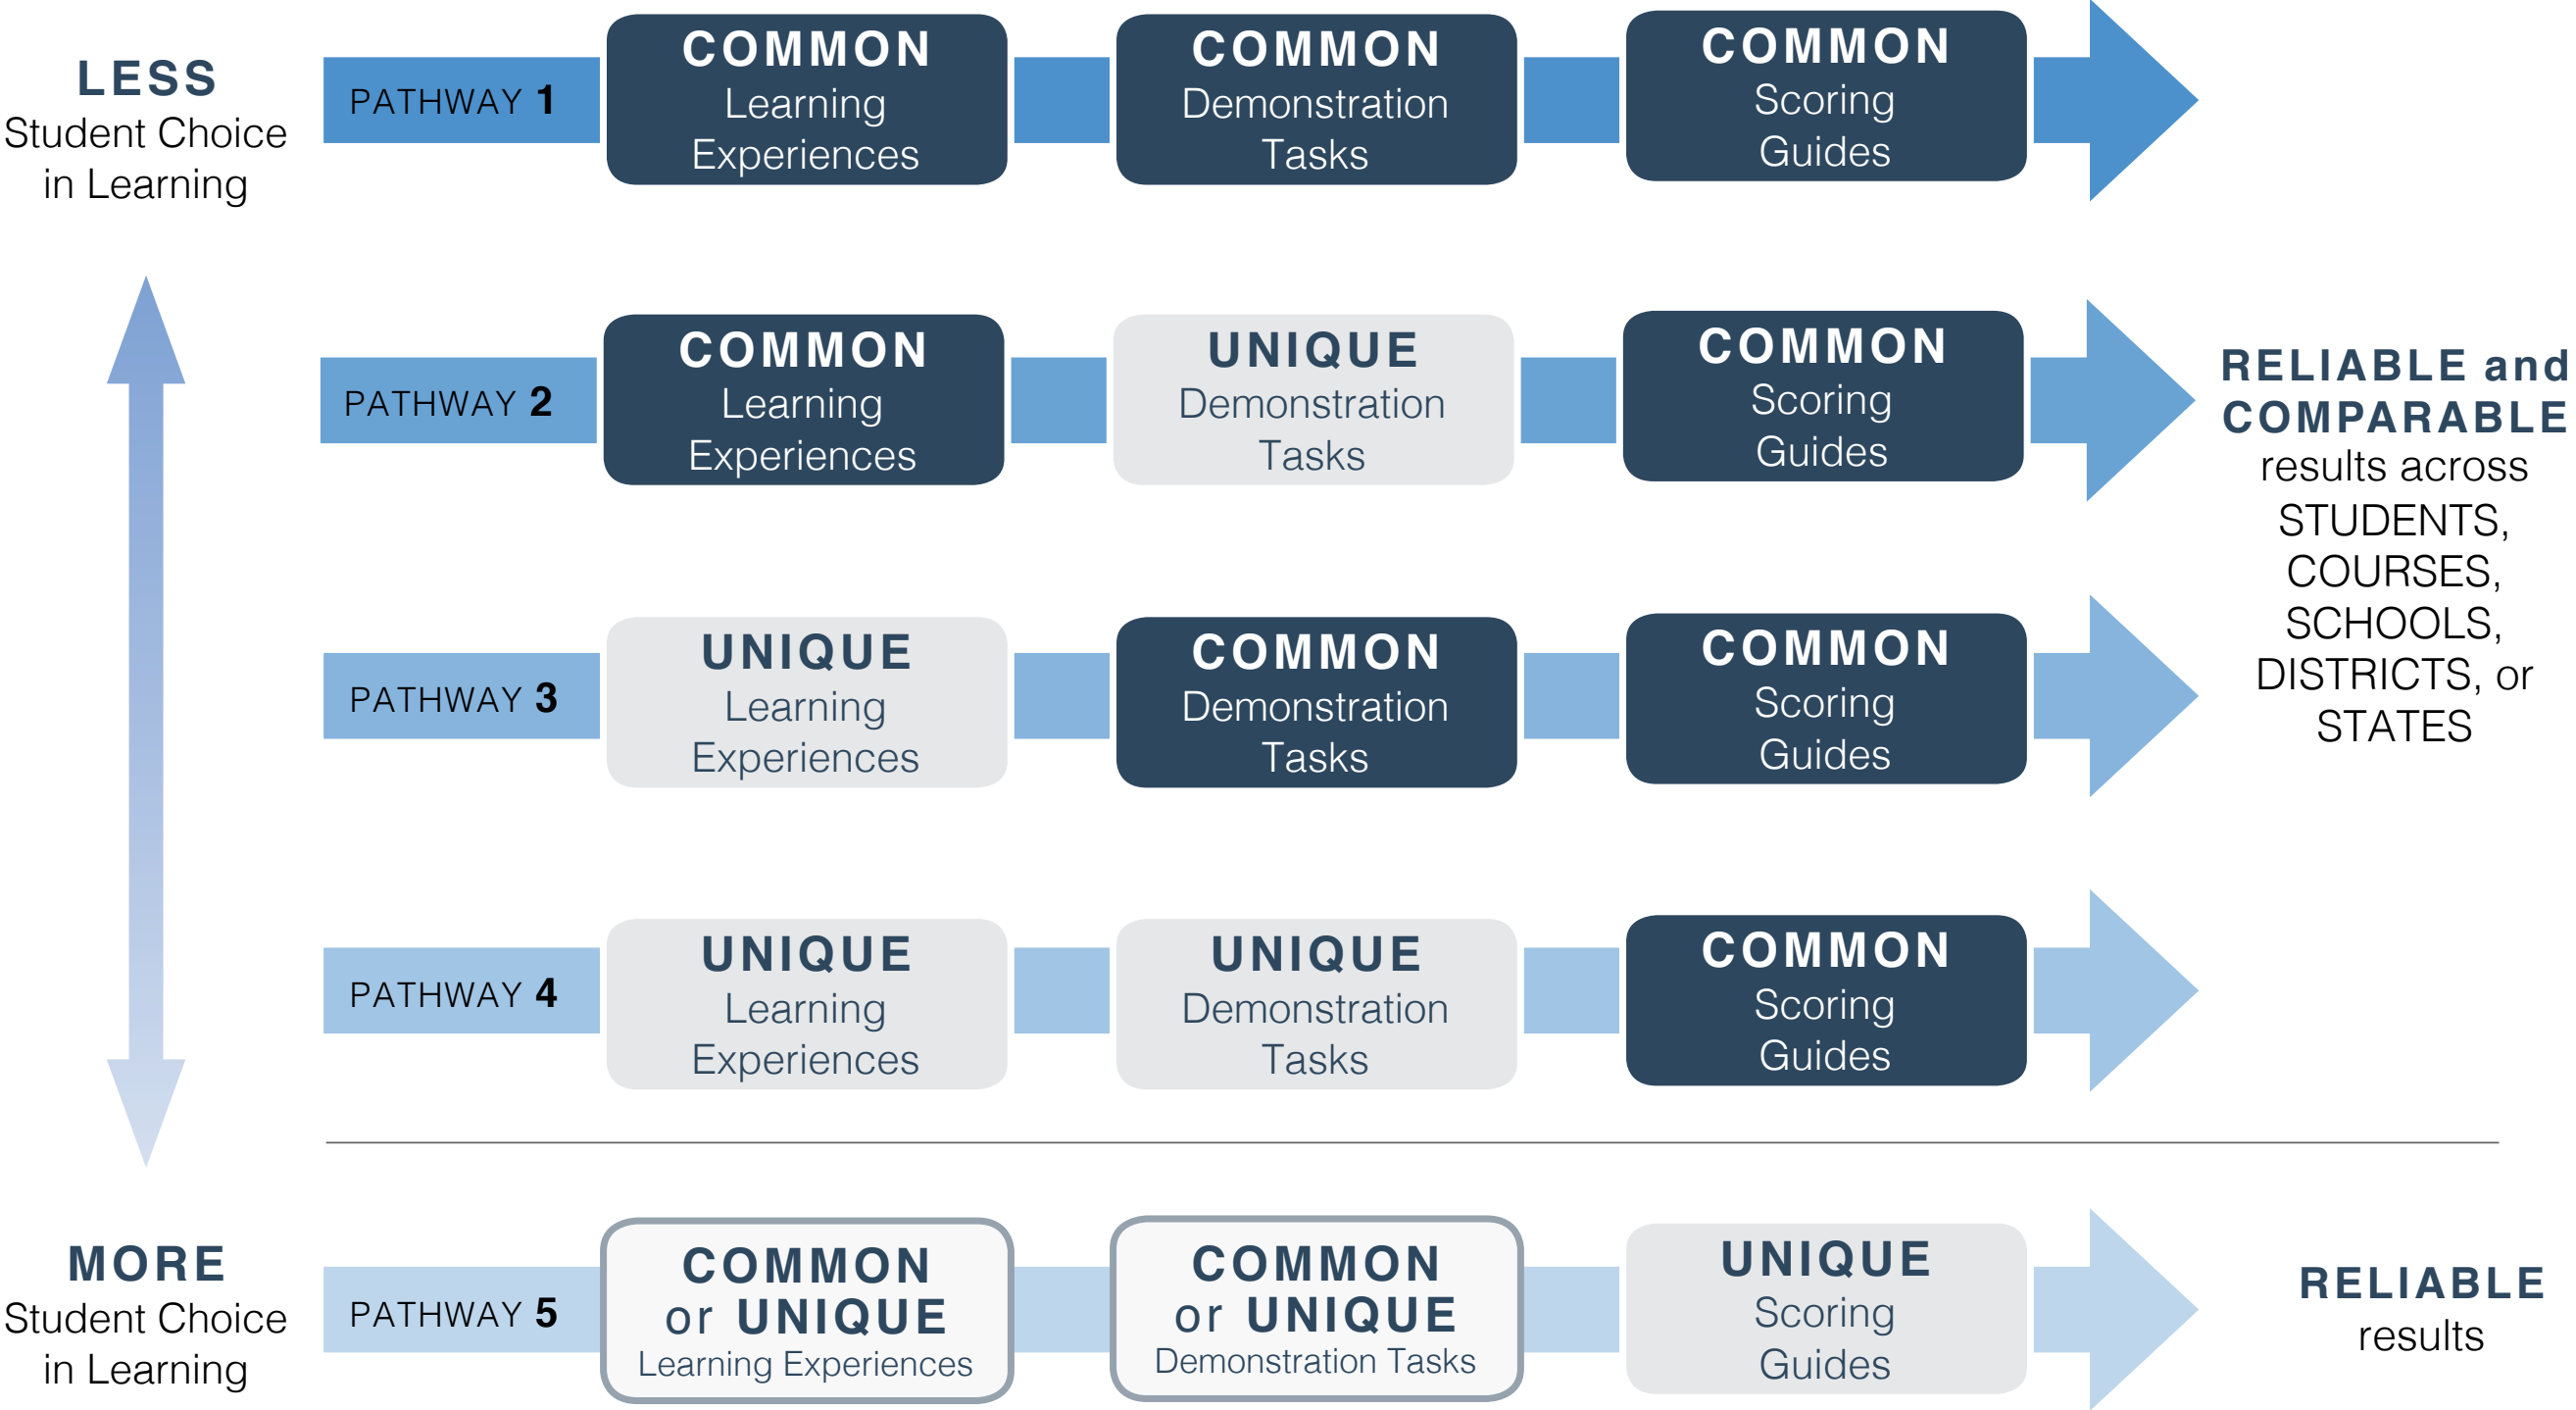 LESS
Student Choice
in Learning
PATHWAY 1
COMMON
Learning
Experiences
COMMON
Demonstration
Tasks
COMMON
Scoring
Guides
PATHWAY 2
COMMON
Learning
Experiences
UNIQUE
Demonstration
Tasks
COMMON
Scoring
Guides
PATHWAY 3
UNIQUE
Learning
Experiences
COMMON
Demonstration
Tasks
COMMON
Scoring
Guides
PATHWAY 4
UNIQUE
Learning
Experiences
UNIQUE
Demonstration
Tasks
COMMON
Scoring
Guides
RELIABLE and
COMPARABLE
results across
STUDENTS,
COURSES,
SCHOOLS,
DISTRICTS, or
STATES
MORE
Student Choice
in Learning
PATHWAY 5
COMMON
or UNIQUE
Learning Experiences
COMMON
or UNIQUE
Demonstration Tasks
UNIQUE
Scoring
Guides
RELIABLE
results